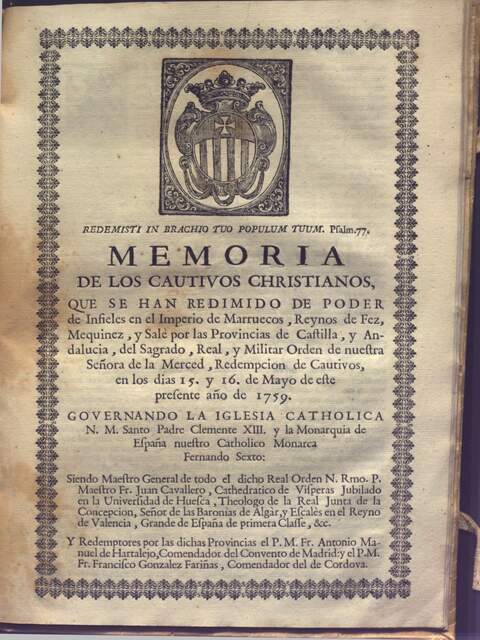 REDEMISTI IN BRACHIO TUO POPULUM TUUM. Psalm.77.
MEMORIA
DE LOS CAUTIVOS CHRISTIANOS,
QUE SE HAN REDIMIDO DE PODER
de Infieles en el Imperio de Marruecos, Reynos de Fez,
Mequinez, y Salè por las Provincias de Castilla, y An-
dalucia, del Sagrado, Real, y Militar Orden de nuestra
Señora de la Merced, Redempcion de Cautivos,
en los dias 15. y 16. de Mayo de este
presente año de 1759.
GOVERNANDO LA IGLESIA CATHOLICA
N. M. Santo Padre Clemente XIII. y la Monarquia de
España nuestro Catholico Monarca
Fernando Sexto:
Siendo Maestro General de todo el dicho Real Orden N. Rmo. P.
Maestro Fr. Juan Cavallero, Cathedratico de Visperas Jubilado
en la Universidad de Huesca, Theologo de la Real Junta de la
Concepcion, Señor de las Baronias de Algar, y Escalès en el Reyno
de Valencia, Grande de España de primera Classe, &c.
Y Redemptores por las dichas Provincias el P. M. Fr. Antonio Ma-
nuel de Hartalejo, Comendador del Convento de Madrid: y el P. M.
Fr. Francisco Gonzalez Fariñas, Comendador del de Cordova.